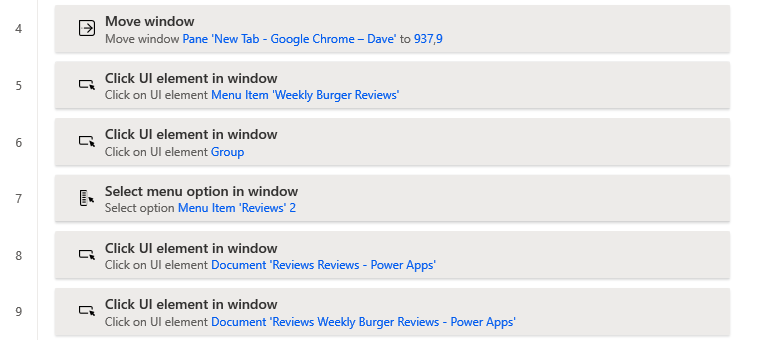 4
Move window
Move window Pane 'New Tab - Google Chrome – Dave' to 937,9
5
Click UI element in window
Click on UI element Menu Item 'Weekly Burger Reviews'
6
Click UI element in window
Click on UI element Group
7
Select menu option in window
Select option Menu Item 'Reviews' 2
8
Click UI element in window
Click on UI element Document 'Reviews Reviews - Power Apps'
9
Click UI element in window
Click on UI element Document 'Reviews Weekly Burger Reviews - Power Apps'